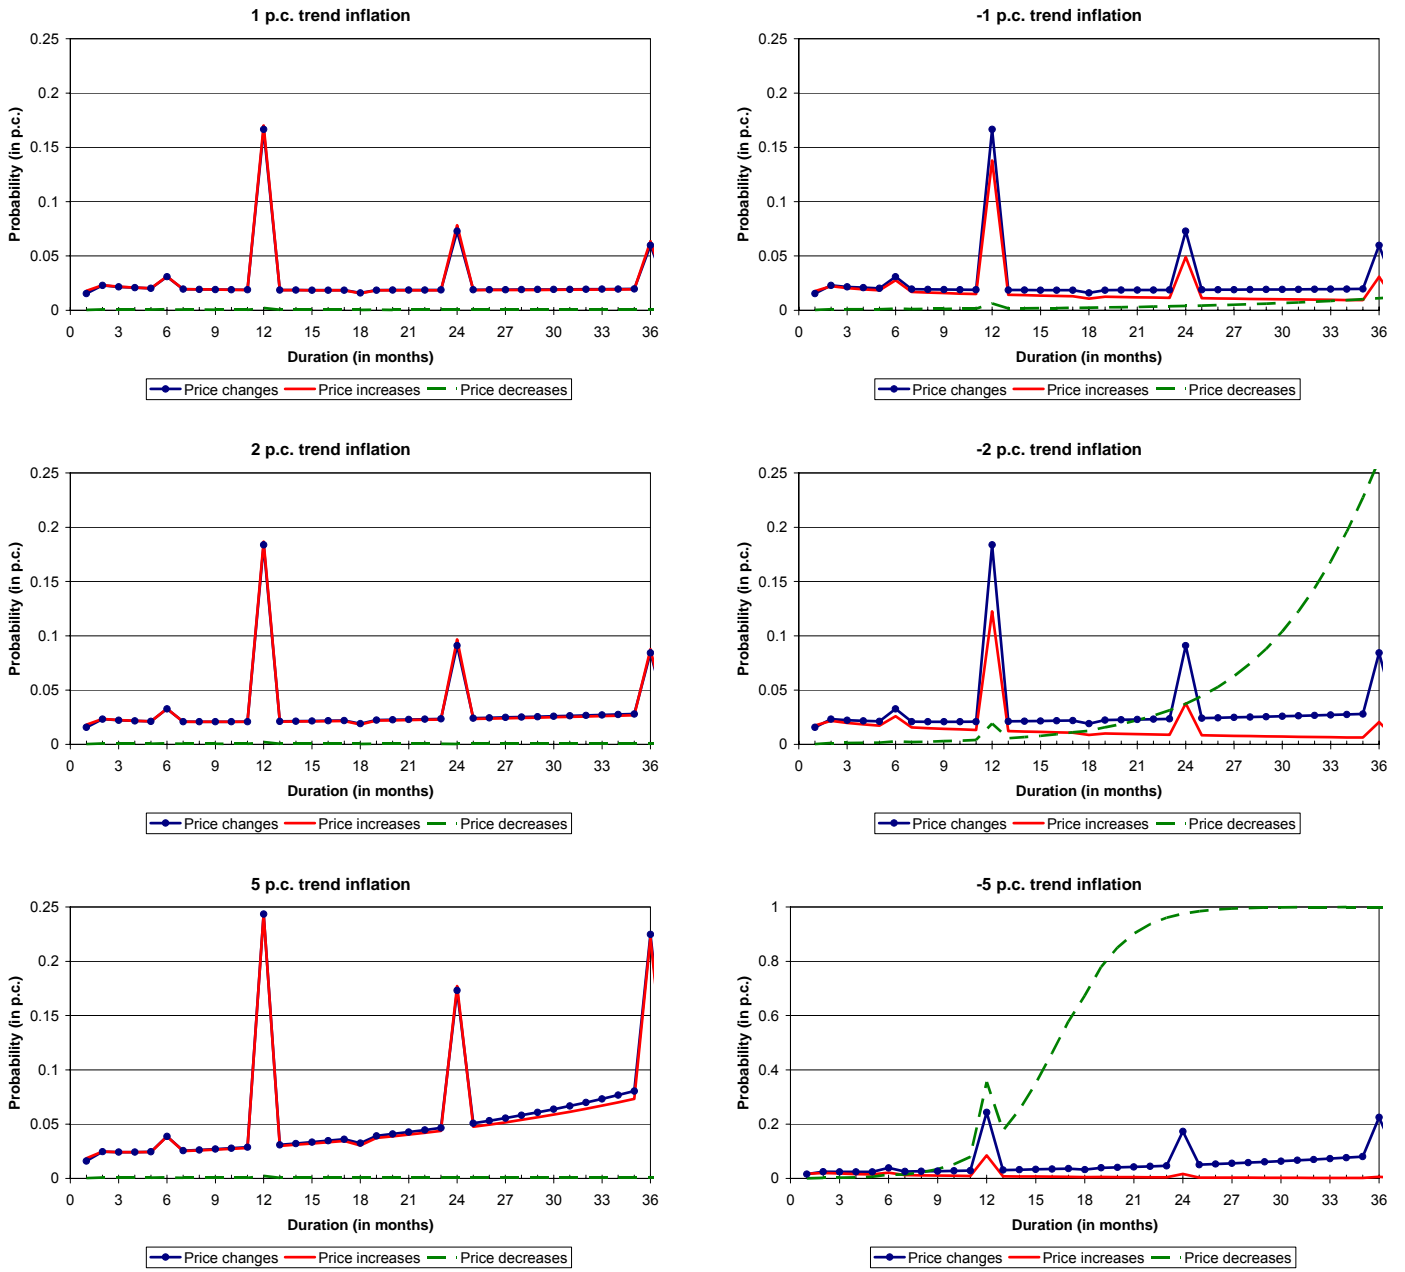 1 p.c. trend inflation
0.25
0.2
0.15
0.1
0.05
0
Probability (in p.c.)
0 3 6 9 12 15 18 21 24 27 30 33 36
Duration (in months)
Price changes Price increases Price decreases
-1 p.c. trend inflation
0.25
0.2
0.15
0.1
0.05
0
Probability (in p.c.)
0 3 6 9 12 15 18 21 24 27 30 33 36
Duration (in months)
Price changes Price increases Price decreases
2 p.c. trend inflation
0.25
0.2
0.15
0.1
0.05
0
Probability (in p.c.)
0 3 6 9 12 15 18 21 24 27 30 33 36
Duration (in months)
Price changes Price increases Price decreases
-2 p.c. trend inflation
0.25
0.2
0.15
0.1
0.05
0
Probability (in p.c.)
0 3 6 9 12 15 18 21 24 27 30 33 36
Duration (in months)
Price changes Price increases Price decreases
5 p.c. trend inflation
0.25
0.2
0.15
0.1
0.05
0
Probability (in p.c.)
0 3 6 9 12 15 18 21 24 27 30 33 36
Duration (in months)
Price changes Price increases Price decreases
-5 p.c. trend inflation
1
0.8
0.6
0.4
0.2
0
Probability (in p.c.)
0 3 6 9 12 15 18 21 24 27 30 33 36
Duration (in months)
Price changes Price increases Price decreases